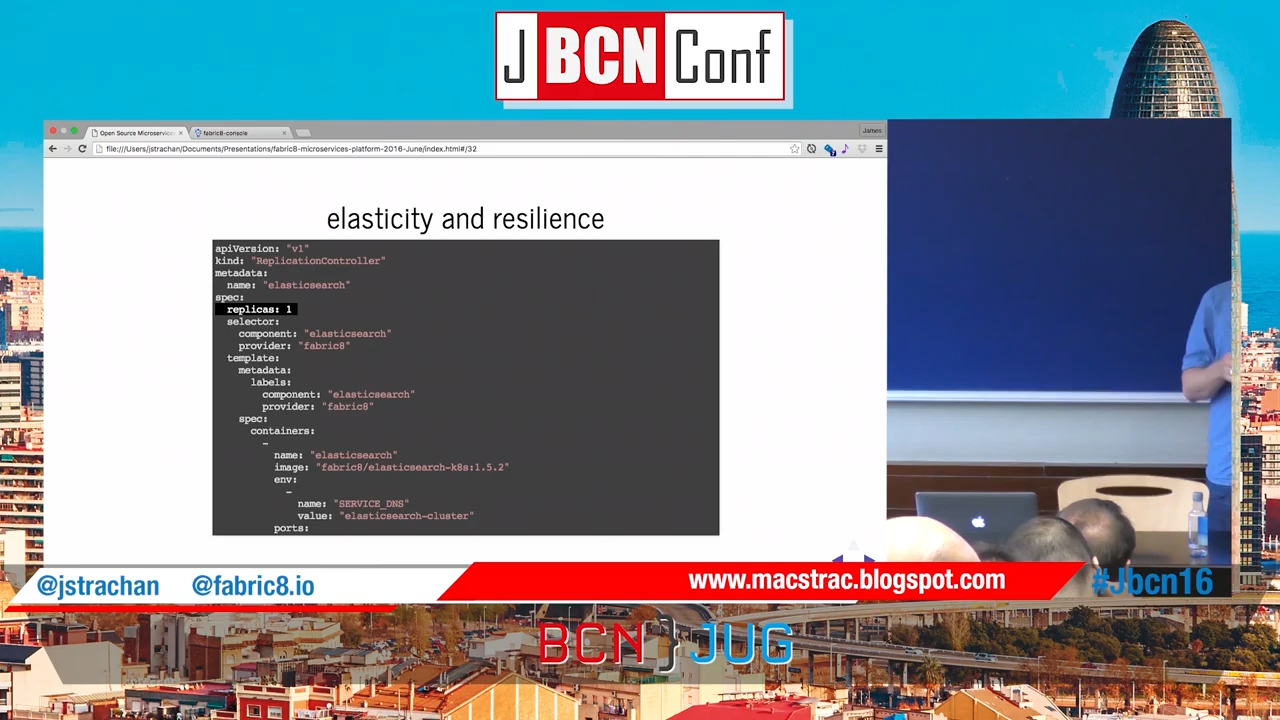 J BCN Conf
Open Source Microservices
fabric8-console
James
file:///Users/jstrachan/Documents/Presentations/fabric8-microservices-platform-2016-June/index.html#/32
elasticity and resilience
apiVersion: "v1"
kind: "ReplicationController"
metadata:
name: "elasticsearch"
spec:
replicas: 1
selector:
component: "elasticsearch"
provider: "fabric8"
template:
metadata:
labels:
component: "elasticsearch"
provider: "fabric8"
spec:
containers:
–
name: "elasticsearch"
image: "fabric8/elasticsearch-k8s:1.5.2"
env:
–
name: "SERVICE_DNS"
value: "elasticsearch-cluster"
ports:
@jstrachan @fabric8.io
www.macstrac.blogspot.com
#Jbcn16
BCN } JUG